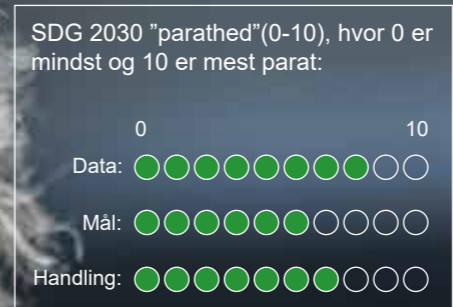 SDG 2030 "parathed"(0-10), hvor 0 er
mindst og 10 er mest parat:
0 10
Data:
Mål:
Handling: